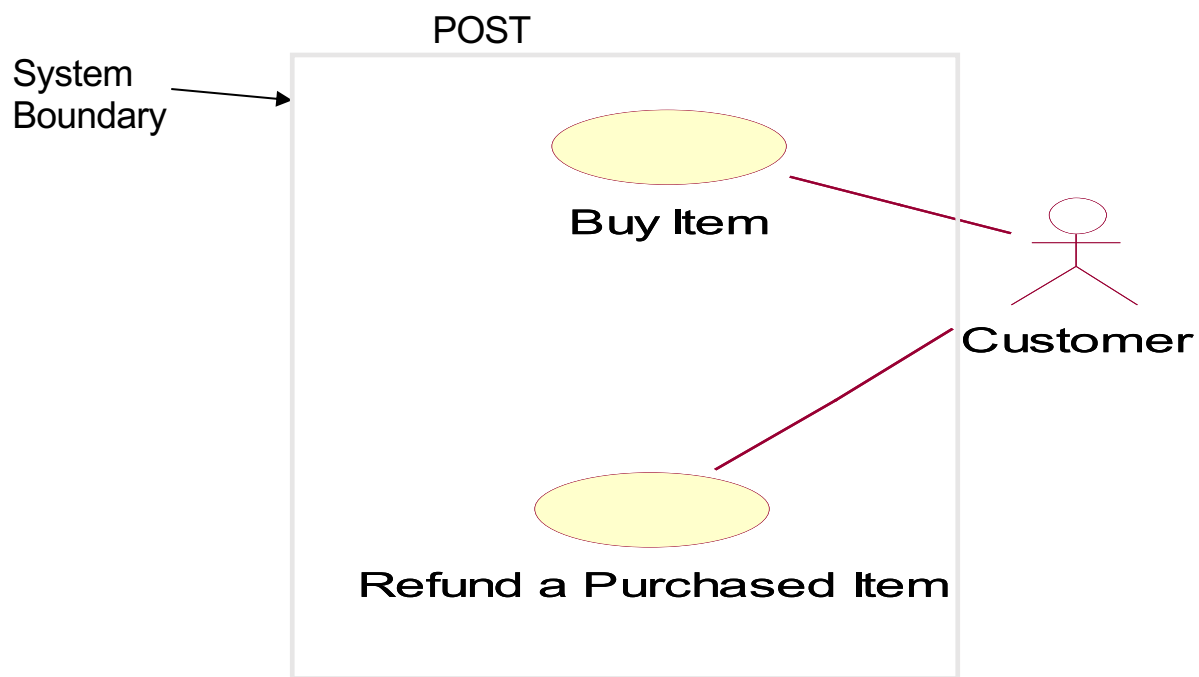 POST
System
Boundary
Buy Item
Customer
Refund a Purchased Item